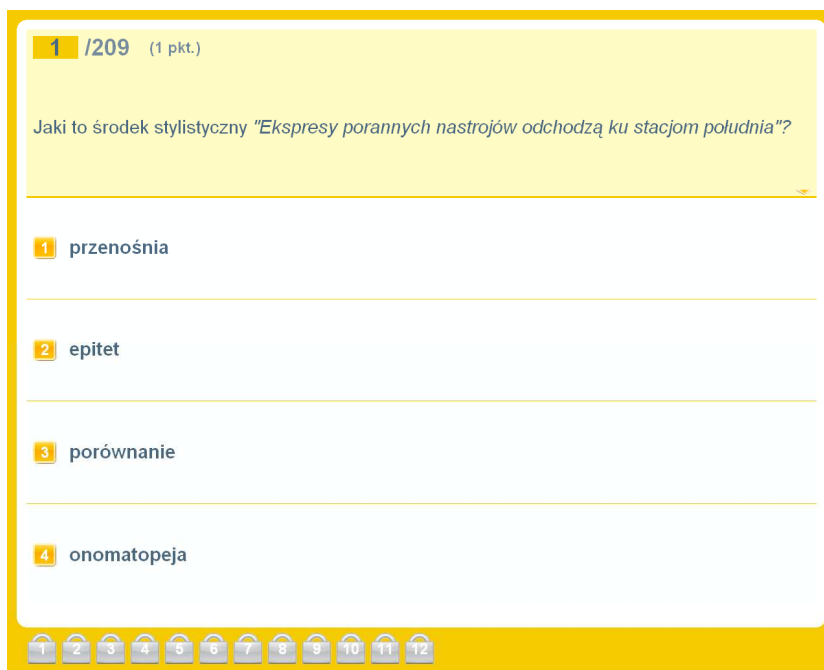 1 /209 (1 pkt.)
Jaki to środek stylistyczny "Ekspresy porannych nastrojów odchodzą ku stacjom południa"?
1 przenośnia
2 epitet
3 porównanie
4 onomatopeja
1 2 3 4 5 6 7 8 9 10 11 12